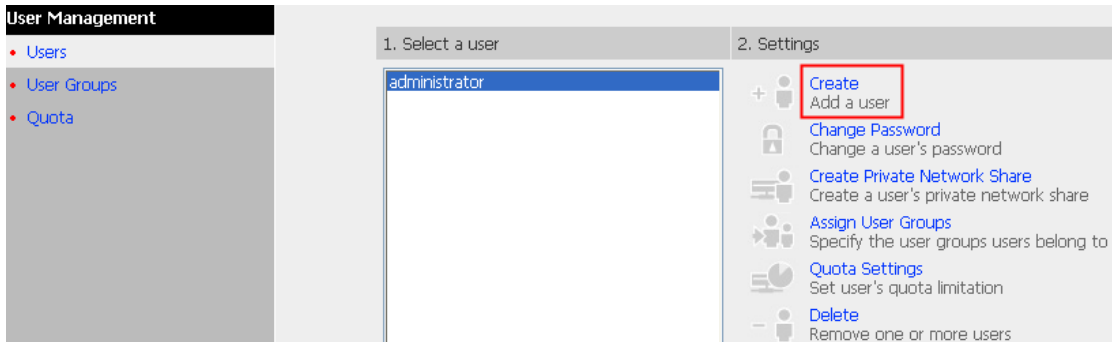 User Management
Users
User Groups
Quota
1. Select a user
administrator
2. Settings
Create
Add a user
Change Password
Change a user's password
Create Private Network Share
Create a user's private network share
Assign User Groups
Specify the user groups users belong to
Quota Settings
Set user's quota limitation
Delete
Remove one or more users